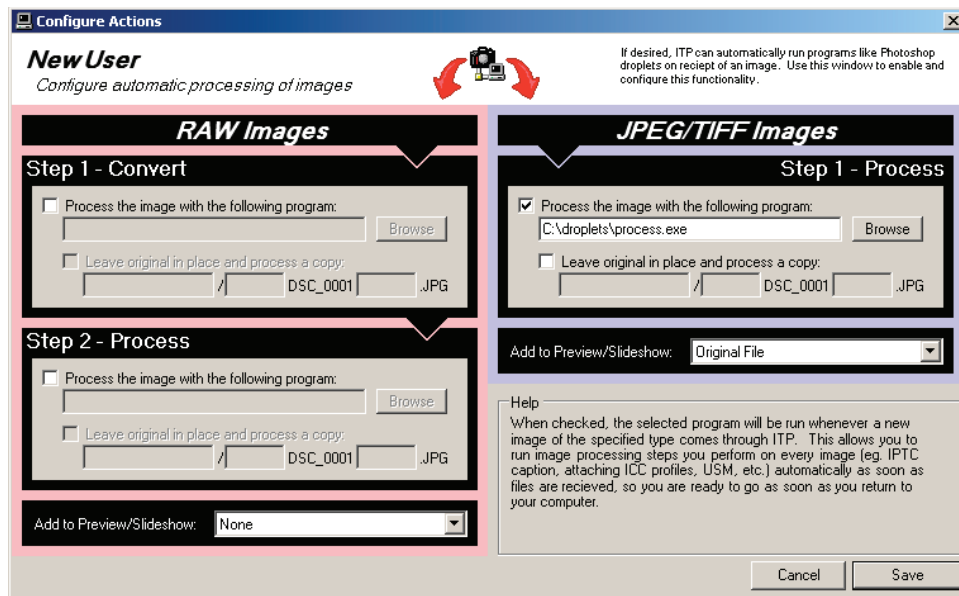 Configure Actions
New User
Configure automatic processing of images
If desired, ITP can automatically run programs like Photoshop
droplets on reciept of an image. Use this window to enable and
configure this functionality.
RAW Images
Step 1 - Convert
Process the image with the following program:
Browse
Leave original in place and process a copy:
/ DSC_0001 .JPG
Step 2 - Process
Process the image with the following program:
Browse
Leave original in place and process a copy:
/ DSC_0001 .JPG
Add to Preview/Slideshow: None
JPEG/TIFF Images
Step 1 - Process
Process the image with the following program:
C:\droplets\process.exe Browse
Leave original in place and process a copy:
/ DSC_0001 .JPG
Add to Preview/Slideshow: Original File
Help
When checked, the selected program will be run whenever a new
image of the specified type comes through ITP. This allows you to
run image processing steps you perform on every image (eg. IPTC
caption, attaching ICC profiles, USM, etc.) automatically as soon as
files are recieved, so you are ready to go as soon as you return to
your computer.
Cancel Save